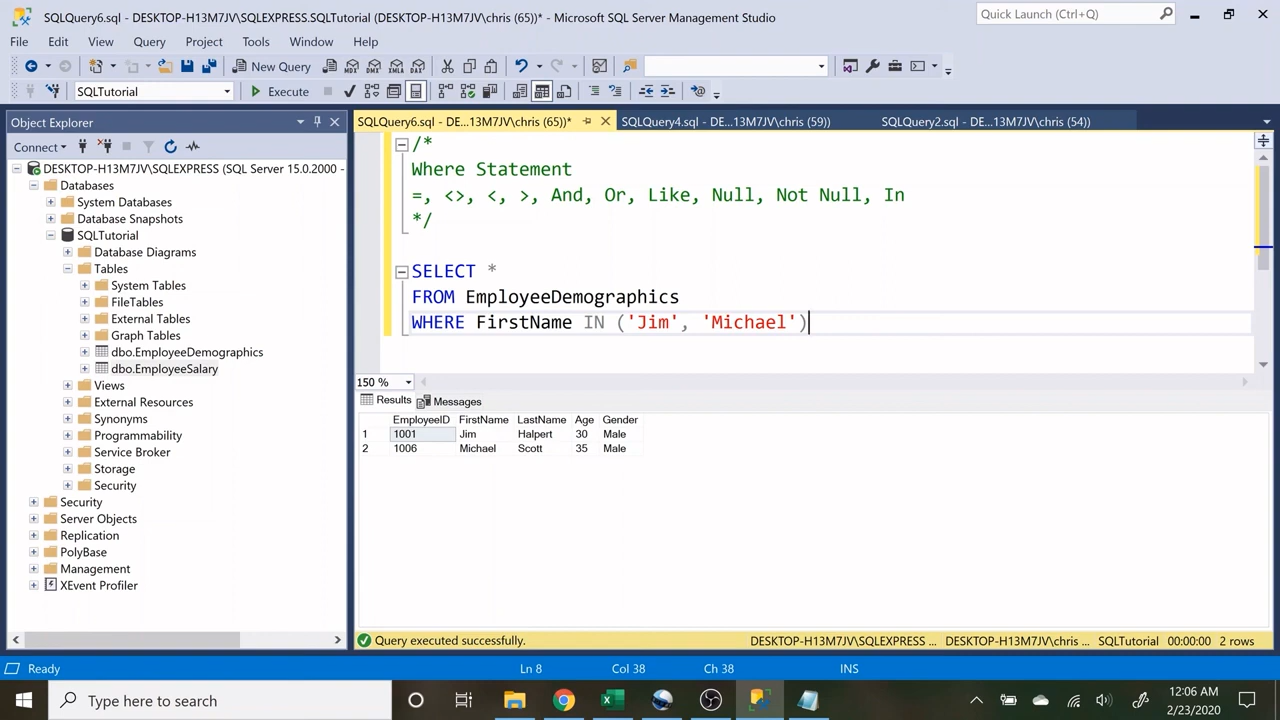 SQLQuery6.sql - DESKTOP-H13M7JV\SQLEXPRESS.SQLTutorial (DESKTOP-H13M7JV\chris (65))* - Microsoft SQL Server Management Studio
Quick Launch (Ctrl+Q)
File Edit View Query Project Tools Window Help
New Query
MDX DMX XMLA DAX
SQLTutorial
Execute
Object Explorer
SQLQuery6.sql - DE...13M7JV\chris (65))*
SQLQuery4.sql - DE...13M7JV\chris (59))
SQLQuery2.sql - DE...13M7JV\chris (54))
Connect
DESKTOP-H13M7JV\SQLEXPRESS (SQL Server 15.0.2000 -
Databases
System Databases
Database Snapshots
SQLTutorial
Database Diagrams
Tables
System Tables
FileTables
External Tables
Graph Tables
dbo.EmployeeDemographics
dbo.EmployeeSalary
Views
External Resources
Synonyms
Programmability
Service Broker
Storage
Security
Security
Server Objects
Replication
PolyBase
Management
XEvent Profiler
/*
Where Statement
=, <>, <, >, And, Or, Like, Null, Not Null, In
*/
SELECT *
FROM EmployeeDemographics
WHERE FirstName IN ('Jim', 'Michael')
150 %
Results Messages
EmployeeID FirstName LastName Age Gender
1 1001 Jim Halpert 30 Male
2 1006 Michael Scott 35 Male
Query executed successfully.
DESKTOP-H13M7JV\SQLEXPRESS ... DESKTOP-H13M7JV\chris ... SQLTutorial 00:00:00 2 rows
Ready Ln 8 Col 38 Ch 38 INS
Type here to search
12:06 AM
2/23/2020